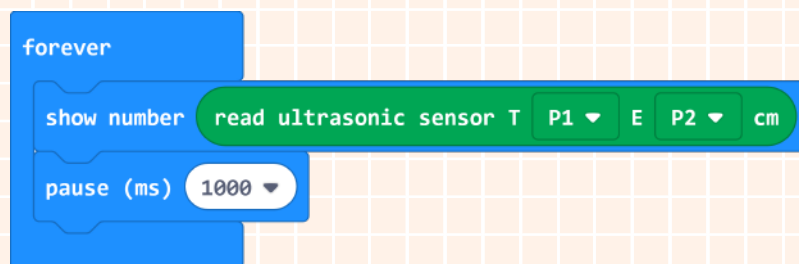 forever
show number read ultrasonic sensor T P1 E P2 cm
pause (ms) 1000